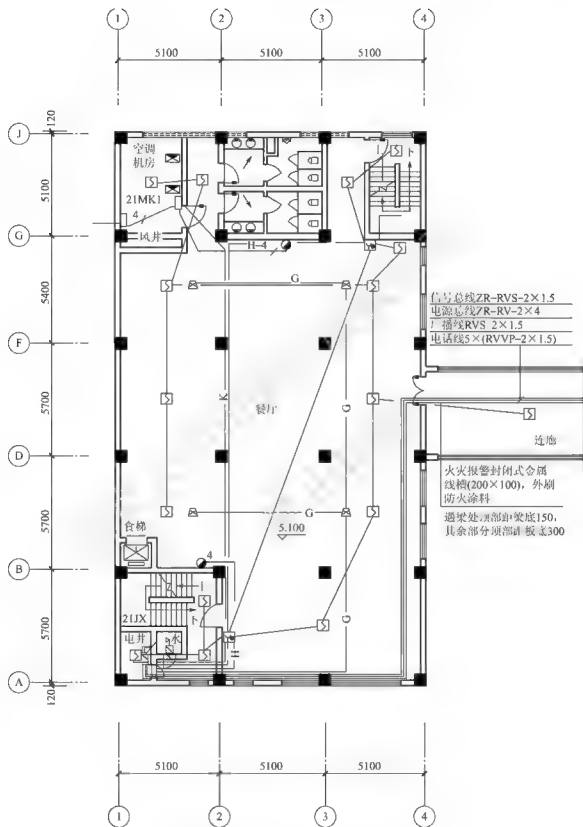 1 2 3 4
5100 5100 5100
J
120
空调
机房
21MK1
4
风井
5100
G
H-4
G
5400
信号总线ZR-RVS-2×1.5
电源总线ZR-RV-2×4
广播线RVS-2×1.5
电话线5×(RVVP-2×1.5)
F
5700
K
餐厅
G
连地
D
火灾报警封闭式金属
线槽(200×100)，外刷
防火涂料
遇梁处顶部距梁底150,
其余部分顶部距板底300
5700
G
5.100
食梯
4
B
上
下
21JX
电井
水
G
5700
H
A
120
5100 5100 5100
1 2 3 4